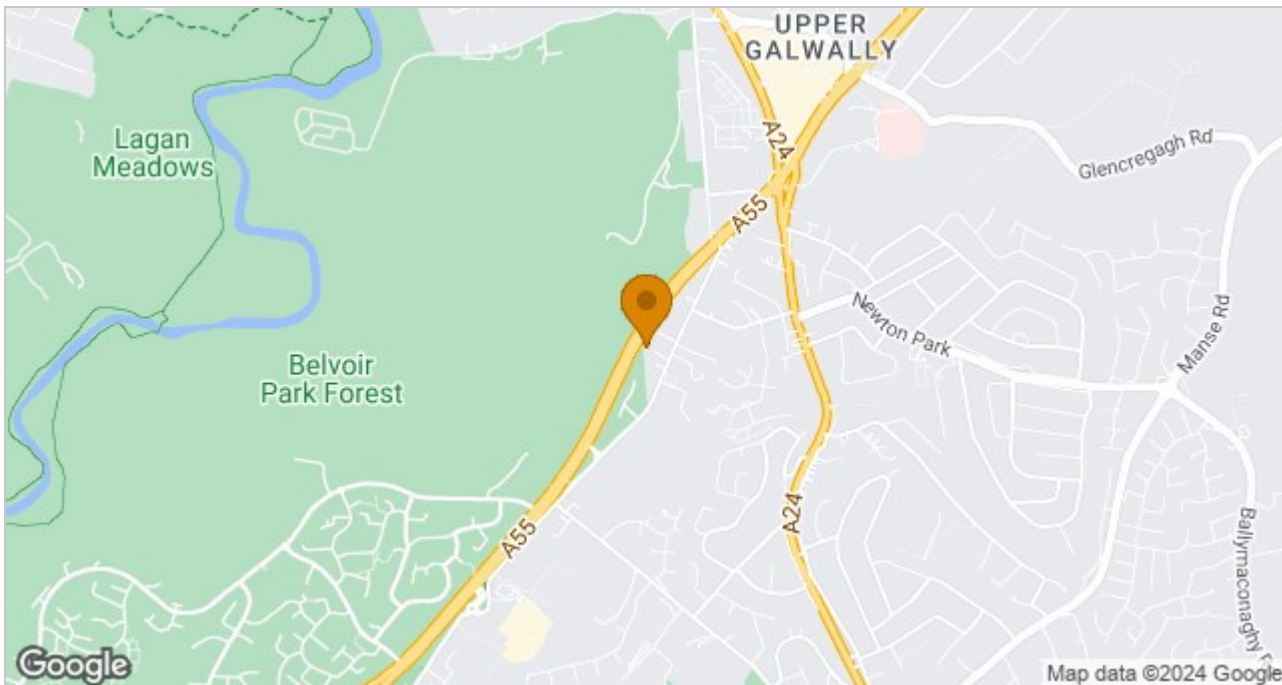 UPPER
GALWALLY
Lagan
Meadows
A24
Glencregagh Rd
A55
Newton Park
Manse Rd
Belvoir
Park Forest
A24
A55
Ballymaconaghy Rd
Google
Map data ©2024 Google